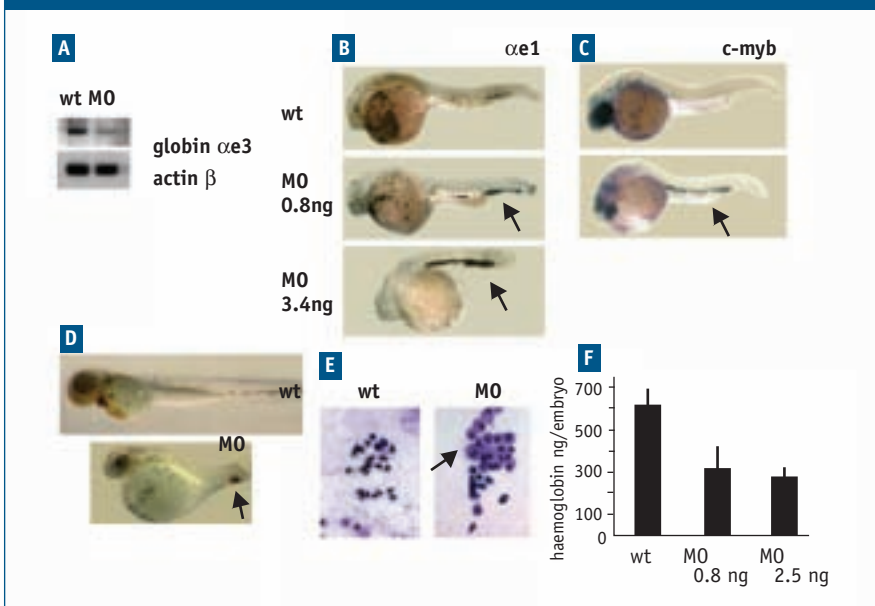 A
wt MO
globin αe3
actin β
B
αe1
wt
MO
0.8ng
MO
3.4ng
C
c-myb
D
wt
MO
E
wt
MO
F
haemoglobin ng/embryo
700
500
300
100
0
wt
MO
0.8 ng
MO
2.5 ng